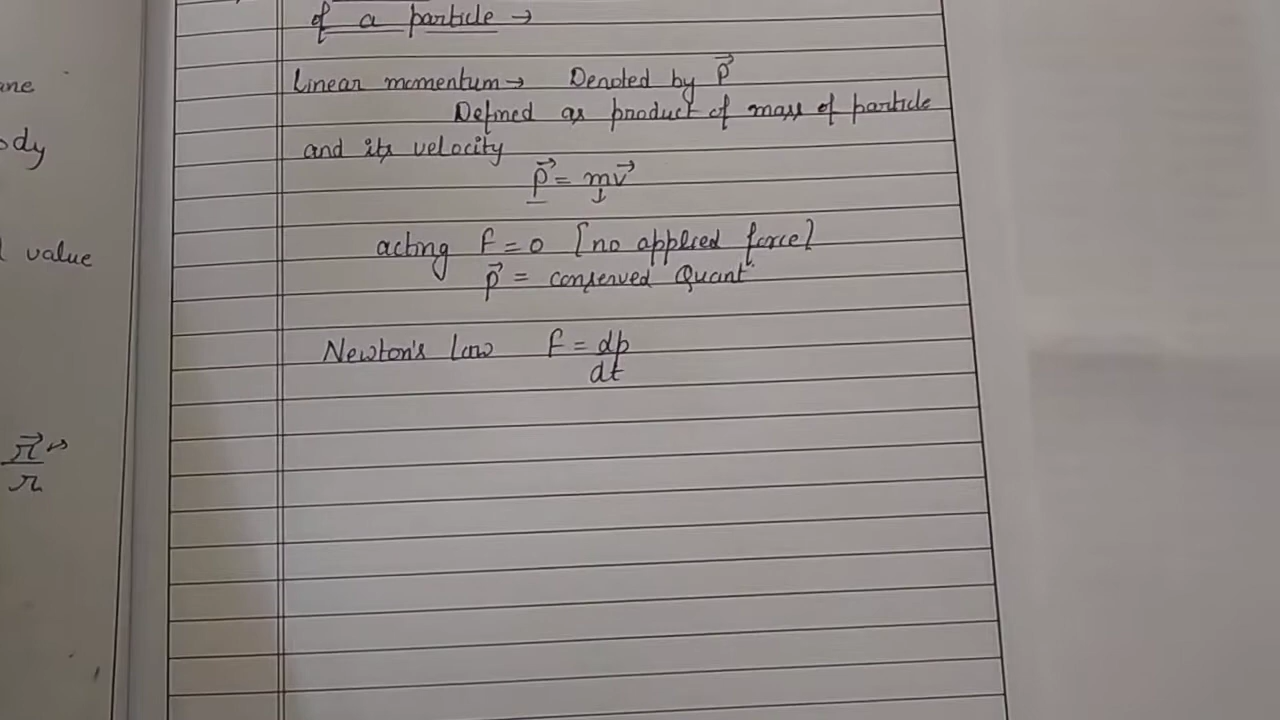 of a particle →
Linear momentum → Denoted by p⃗
Defined as product of mass of particle
and its velocity
p⃗ = mv⃗
acting F = 0 [no applied force]
p⃗ = conserved Quant
Newton's Law F = dp
dt
ody
value
r⃗
r